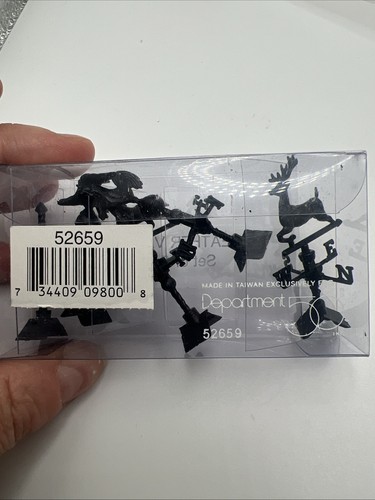 52659
7 34409 09800 8
MADE IN TAIWAN EXCLUSIVELY
Department 56
52659